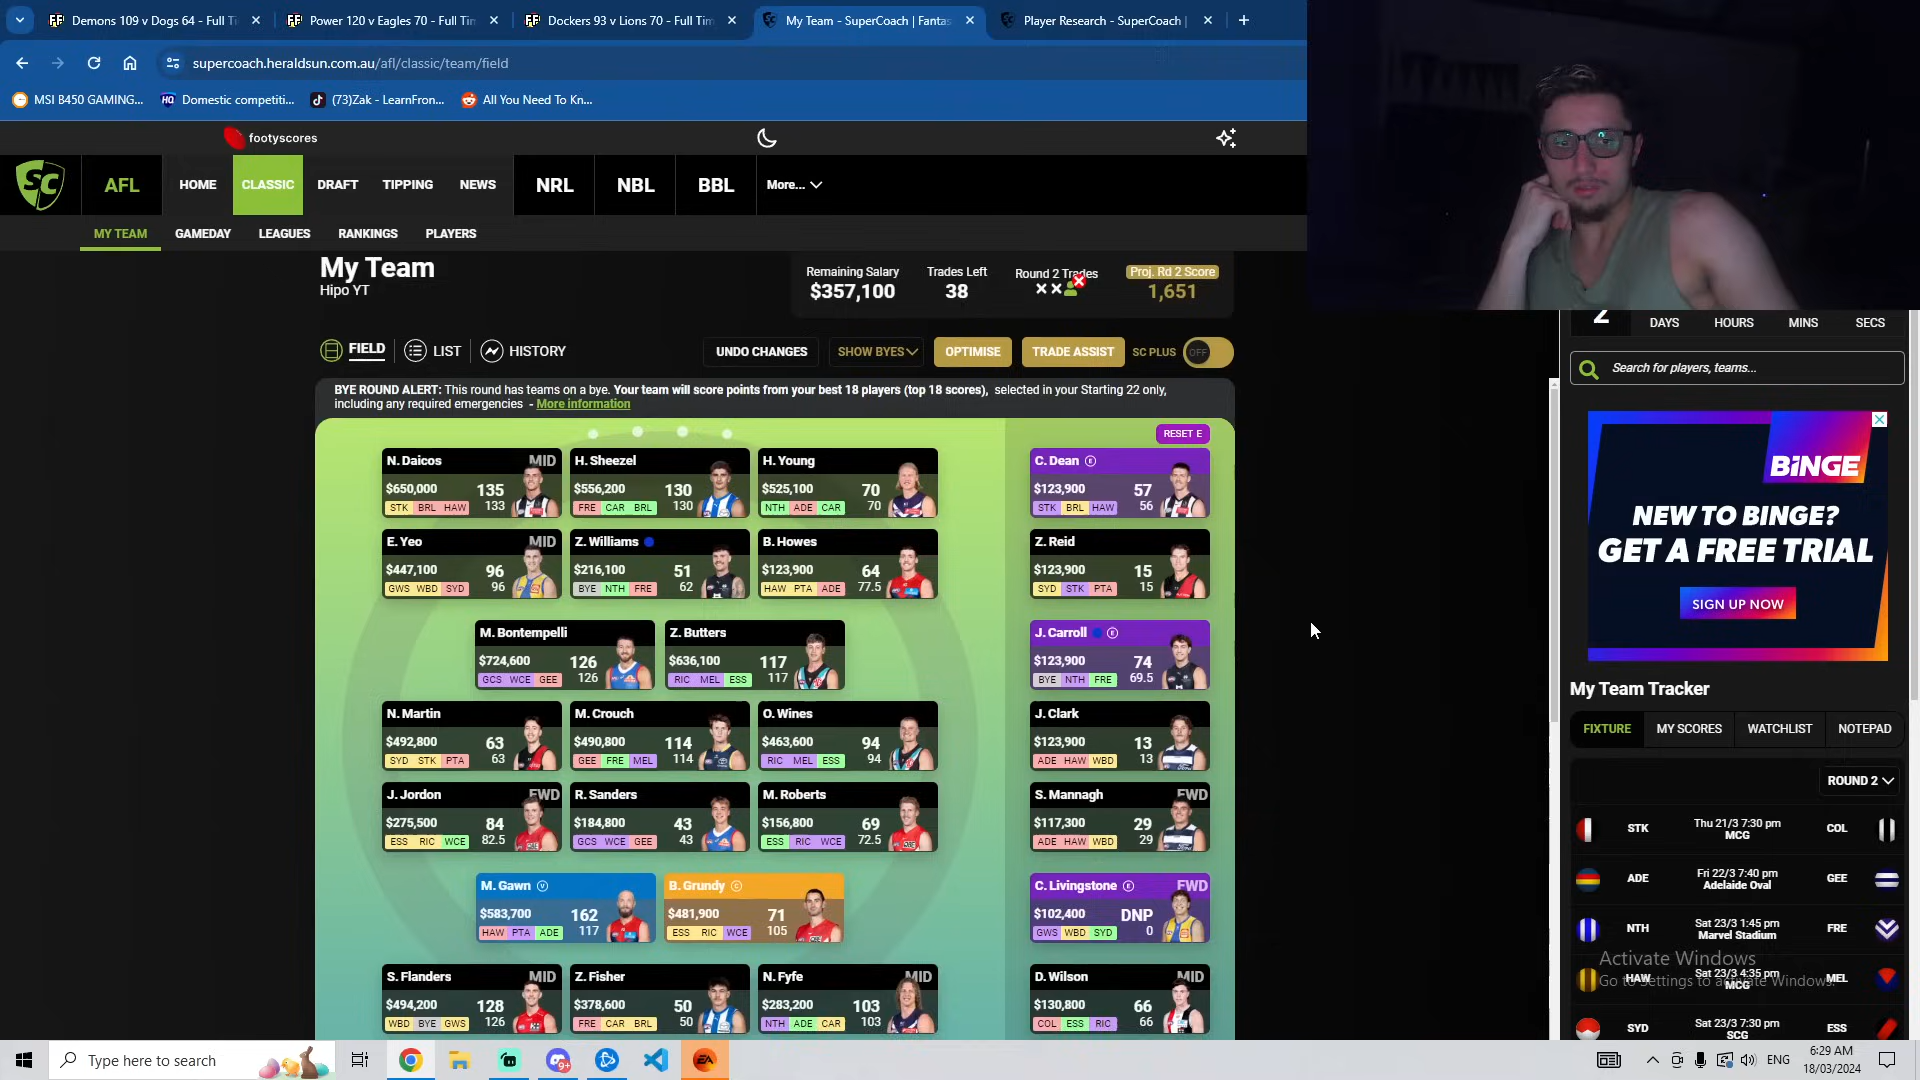 Demons 109 v Dogs 64 - Full Ti
Power 120 v Eagles 70 - Full Tim
Dockers 93 v Lions 70 - Full Tim
My Team - SuperCoach | Fantas
Player Research - SuperCoach |
supercoach.heraldsun.com.au/afl/classic/team/field
MSI B450 GAMING...
Domestic competiti...
(73)Zak - LearnFron...
All You Need To Kn...
footyscores
SC
AFL
HOME
CLASSIC
DRAFT
TIPPING
NEWS
NRL
NBL
BBL
More...
MY TEAM
GAMEDAY
LEAGUES
RANKINGS
PLAYERS
My Team
Hipo YT
Remaining Salary
$357,100
Trades Left
38
Round 2 Trades
Proj. Rd 2 Score
1,651
FIELD
LIST
HISTORY
UNDO CHANGES
SHOW BYES
OPTIMISE
TRADE ASSIST
SC PLUS
OFF
BYE ROUND ALERT: This round has teams on a bye. Your team will score points from your best 18 players (top 18 scores), selected in your Starting 22 only,
including any required emergencies - More information
RESET E
N. Daicos MID
$650,000 135
STK BRL HAW 133
H. Sheezel
$556,200 130
FRE CAR BRL 130
H. Young
$525,100 70
NTH ADE CAR 70
C. Dean E
$123,900 57
STK BRL HAW 56
E. Yeo MID
$447,100 96
GWS WBD SYD 96
Z. Williams
$216,100 51
BYE NTH FRE 62
B. Howes
$123,900 64
HAW PTA ADE 77.5
Z. Reid
$123,900 15
SYD STK PTA 15
M. Bontempelli
$724,600 126
GCS WCE GEE 126
Z. Butters
$636,100 117
RIC MEL ESS 117
J. Carroll E
$123,900 74
BYE NTH FRE 69.5
N. Martin
$492,800 63
SYD STK PTA 63
M. Crouch
$490,800 114
GEE FRE MEL 114
O. Wines
$463,600 94
RIC MEL ESS 94
J. Clark
$123,900 13
ADE HAW WBD 13
J. Jordon FWD
$275,500 84
ESS RIC WCE 82.5
R. Sanders
$184,800 43
GCS WCE GEE 43
M. Roberts
$156,800 69
ESS RIC WCE 72.5
S. Mannagh FWD
$117,300 29
ADE HAW WBD 29
M. Gawn V
$583,700 162
HAW PTA ADE 117
B. Grundy C
$481,900 71
ESS RIC WCE 105
C. Livingstone E FWD
$102,400 DNP
GWS WBD SYD 0
S. Flanders MID
$494,200 128
WBD BYE GWS 126
Z. Fisher
$378,600 50
FRE CAR BRL 50
N. Fyfe MID
$283,200 103
NTH ADE CAR 103
D. Wilson MID
$130,800 66
COL ESS RIC 66
2
DAYS
HOURS
MINS
SECS
Search for players, teams...
BINGE
NEW TO BINGE?
GET A FREE TRIAL
SIGN UP NOW
My Team Tracker
FIXTURE
MY SCORES
WATCHLIST
NOTEPAD
ROUND 2
STK Thu 21/3 7:30 pm COL
MCG
ADE Fri 22/3 7:40 pm GEE
Adelaide Oval
NTH Sat 23/3 1:45 pm FRE
Marvel Stadium
HAW Sat 23/3 4:35 pm MEL
MCG
SYD Sat 23/3 7:30 pm ESS
SCG
Activate Windows
Go to Settings to activate Windows.
Type here to search
9+
EA
ENG
6:29 AM
18/03/2024